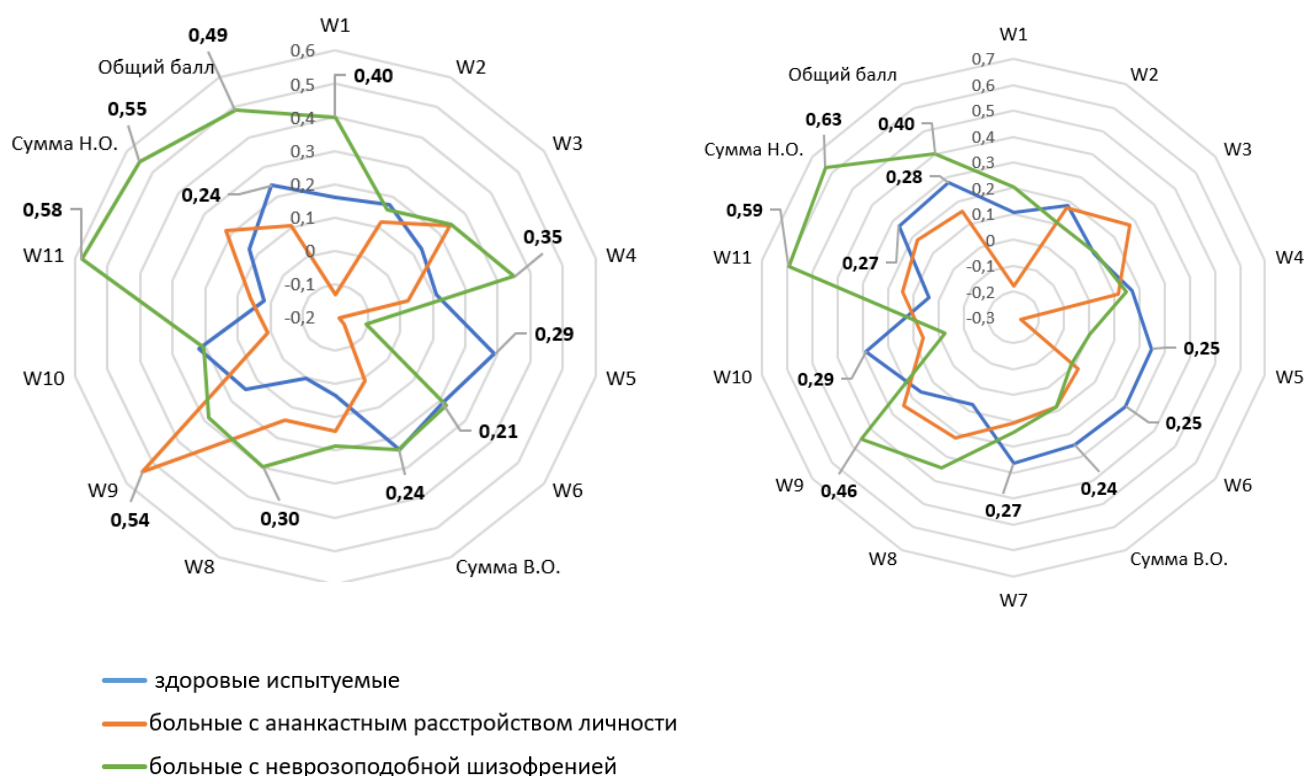 W1
0,49
0,6
Общий балл
W2
0,5
0,40
0,55
0,4
W3
Сумма Н.О.
0,3
0,24
0,2
0,58
0,1
0,35
W11
0
W4
-0,1
-0,2
0,29
W10
W5
0,21
W9
0,24
W6
0,54
0,30
W8
Сумма В.О.
W1
0,7
Общий балл
W2
0,6
0,5
0,63
0,40
0,4
W3
Сумма Н.О.
0,3
0,28
0,2
0,59
0,1
W11
0
W4
0,27
-0,1
-0,2
-0,3
0,25
0,29
W10
W5
0,25
W9
W6
0,46
0,24
0,27
W8
Сумма В.О.
W7
здоровые испытуемые
больные с ананкастным расстройством личности
больные с неврозоподобной шизофренией